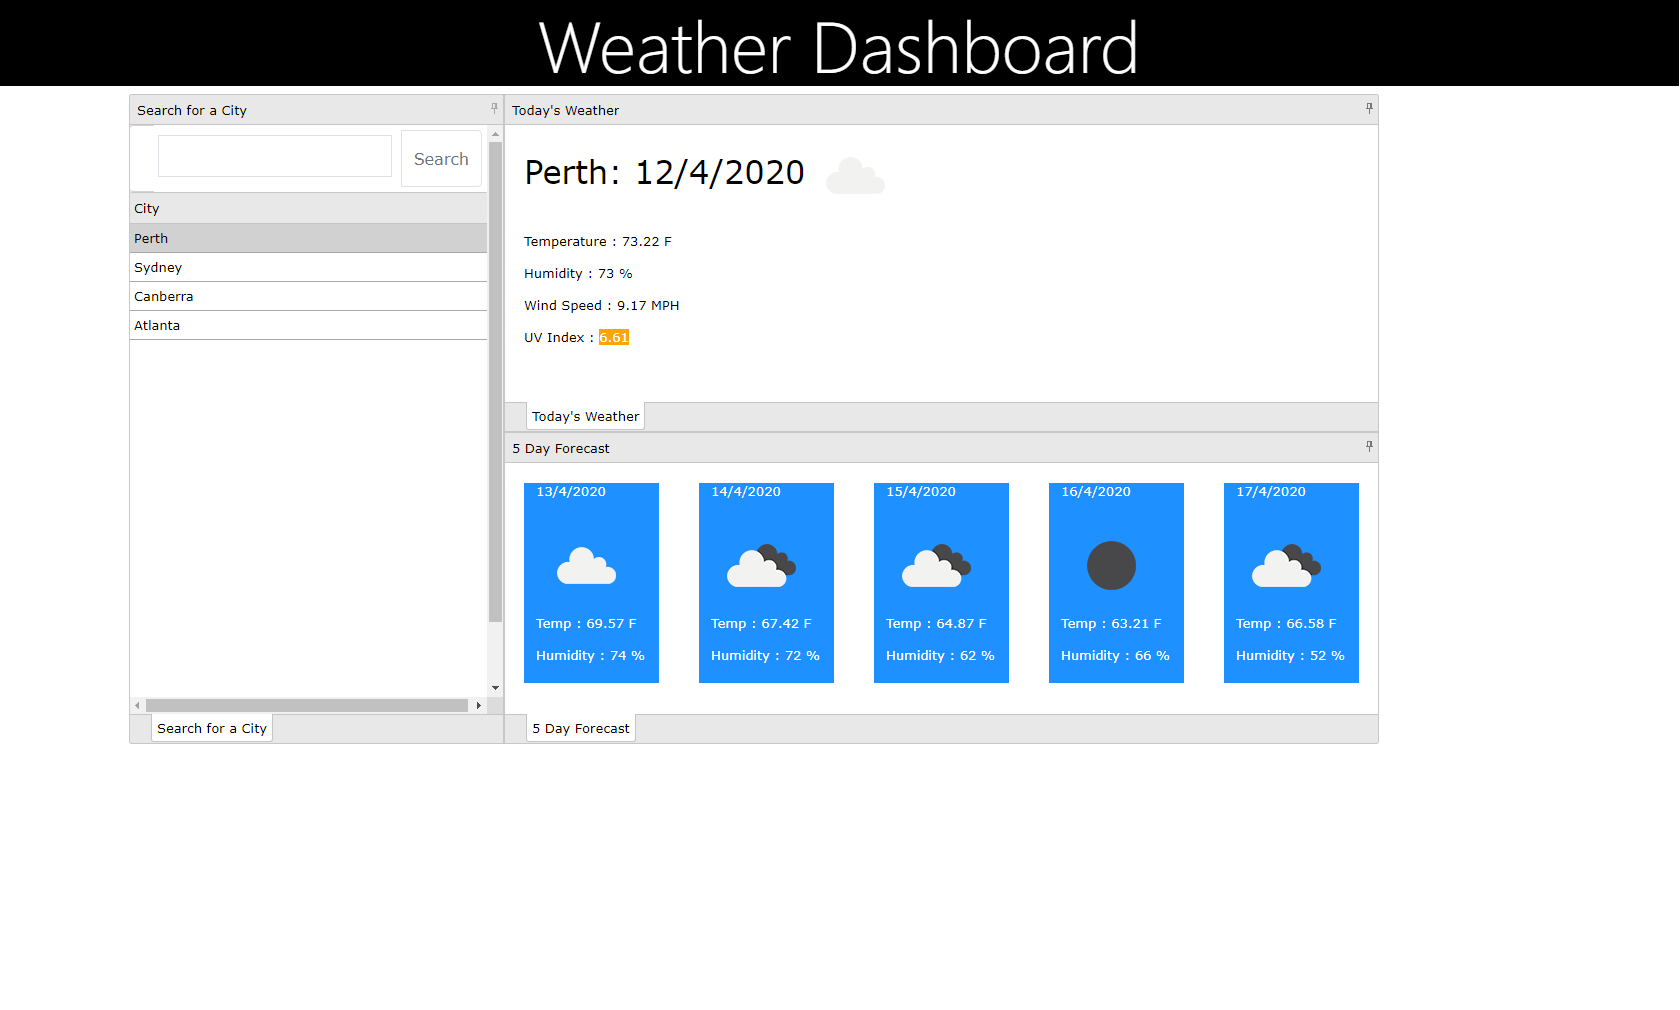 Weather Dashboard
Search for a City
Search
City
Perth
Sydney
Canberra
Atlanta
Search for a City
Today's Weather
Perth: 12/4/2020
Temperature : 73.22 F
Humidity : 73 %
Wind Speed : 9.17 MPH
UV Index : 6.61
Today's Weather
5 Day Forecast
13/4/2020
Temp : 69.57 F
Humidity : 74 %
14/4/2020
Temp : 67.42 F
Humidity : 72 %
15/4/2020
Temp : 64.87 F
Humidity : 62 %
16/4/2020
Temp : 63.21 F
Humidity : 66 %
17/4/2020
Temp : 66.58 F
Humidity : 52 %
5 Day Forecast